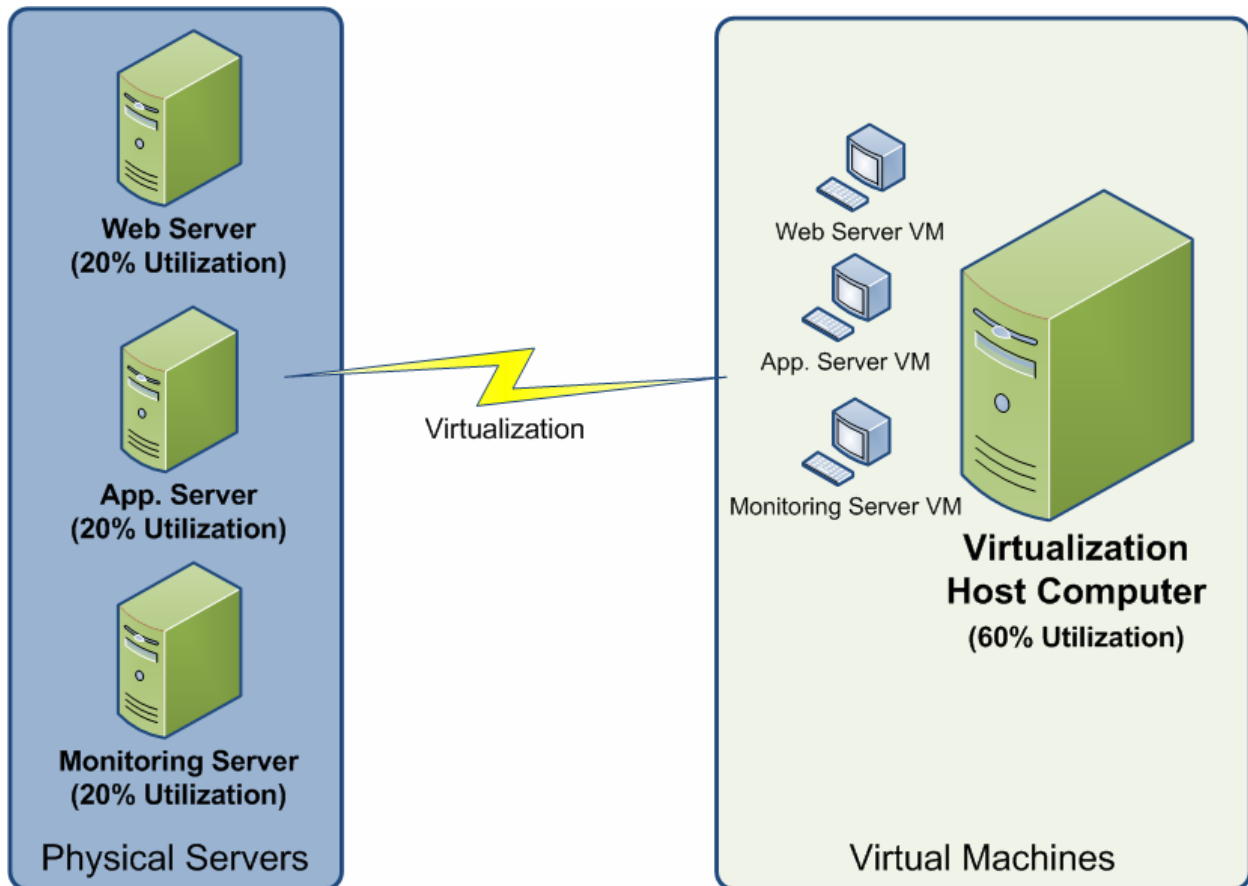 Web Server
(20% Utilization)
App. Server
(20% Utilization)
Monitoring Server
(20% Utilization)
Physical Servers
Virtualization
Web Server VM
App. Server VM
Monitoring Server VM
Virtualization
Host Computer
(60% Utilization)
Virtual Machines